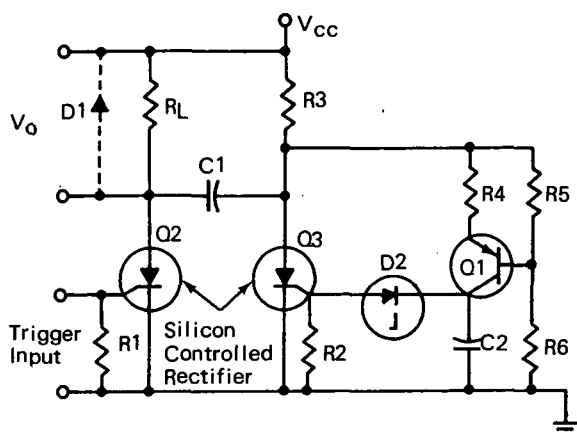 Vcc
Vo
D1
RL
R3
C1
R4
R5
Q2
Q3
D2
Q1
Trigger
Input
R1
Silicon
Controlled
Rectifier
R2
C2
R6